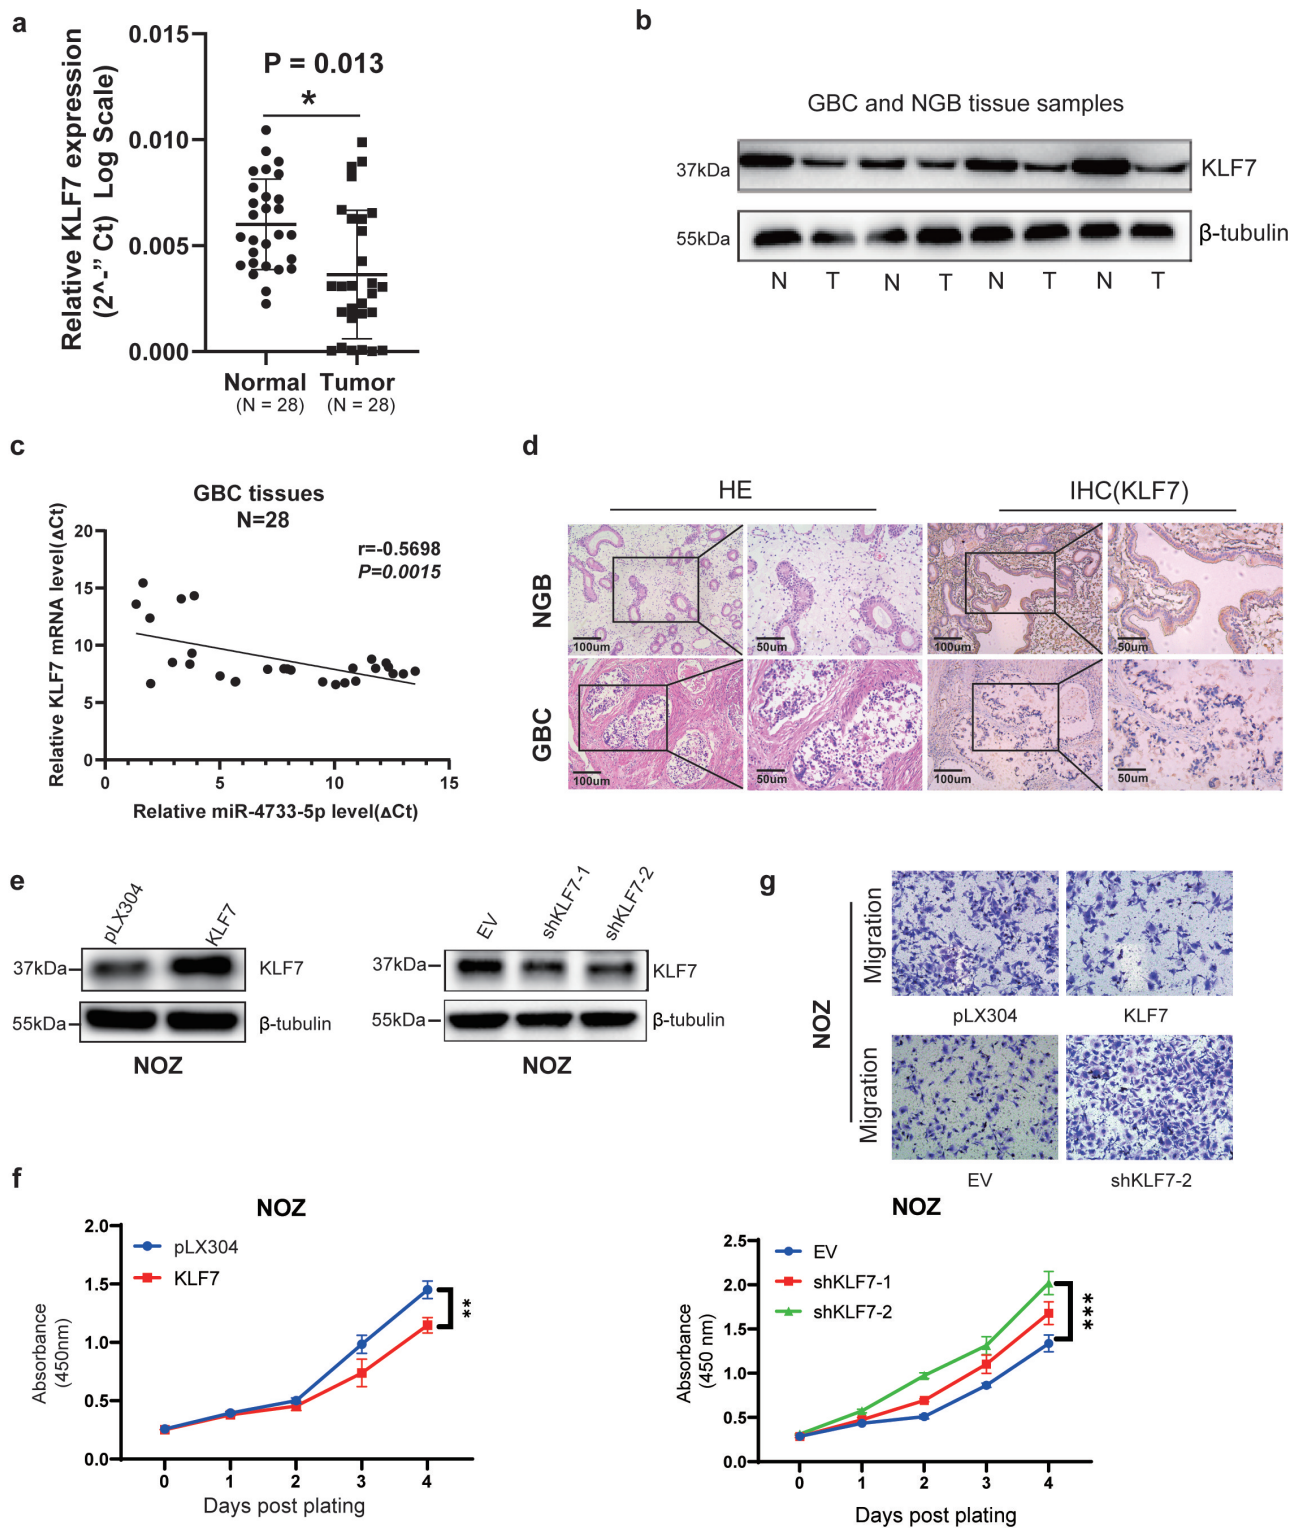 a
Relative KLF7 expression
(2^-” Ct) Log Scale)
0.015
0.010
0.005
0.000
P = 0.013
*
Normal
(N = 28)
Tumor
(N = 28)
b
GBC and NGB tissue samples
37kDa
KLF7
55kDa
β-tubulin
N T N T N T N T
c
GBC tissues
N=28
r=-0.5698
P=0.0015
Relative KLF7 mRNA level(ΔCt)
20
15
10
5
0
0 5 10 15
Relative miR-4733-5p level(ΔCt)
d
HE
IHC(KLF7)
NGB
100um
50um
100um
50um
GBC
100um
50um
100um
50um
e
pLX304
KLF7
37kDa
KLF7
55kDa
β-tubulin
NOZ
EV
shKLF7-1
shKLF7-2
37kDa
KLF7
55kDa
β-tubulin
NOZ
g
NOZ
Migration
pLX304
KLF7
Migration
EV
shKLF7-2
f
NOZ
pLX304
KLF7
Absorbance
(450nm)
2.0
1.5
1.0
0.5
0.0
0 1 2 3 4
Days post plating
**
NOZ
EV
shKLF7-1
shKLF7-2
Absorbance
(450 nm)
2.5
2.0
1.5
1.0
0.5
0.0
0 1 2 3 4
Days post plating
***